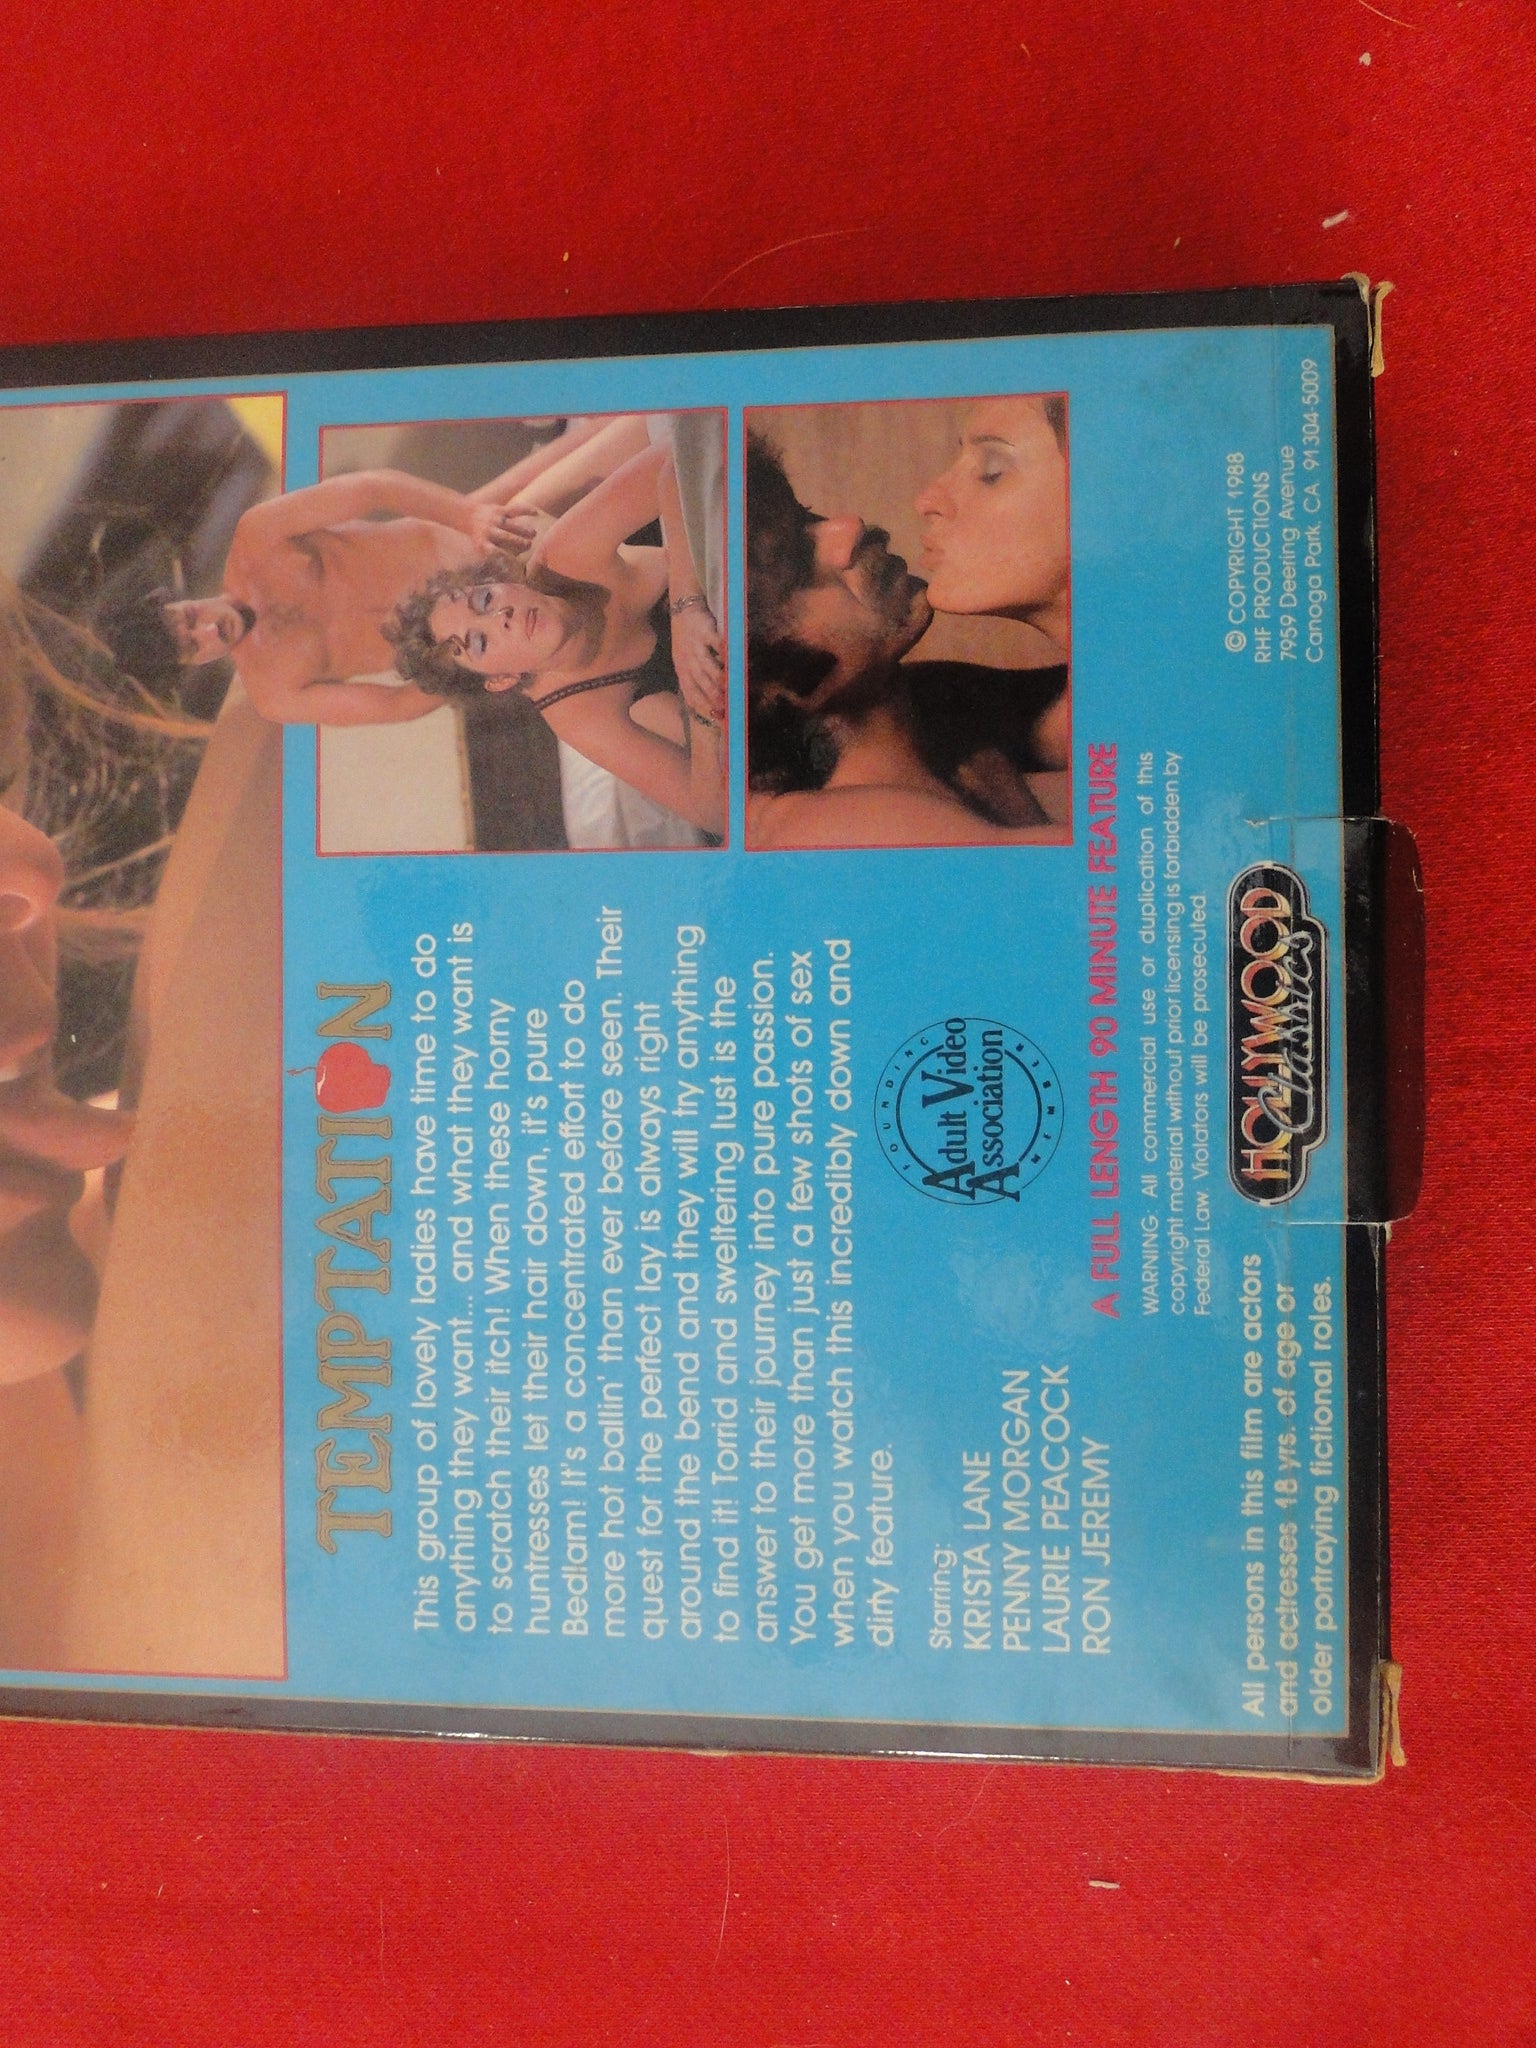 TEMPTATION
This group of lovely ladies have time to do
anything they want... and what they want is
to scratch their itch! When these horny
huntresses let their hair down, it's pure
Bedlam! It's a concentrated effort to do
more hot ballin' than ever before seen. Their
quest for the perfect lay is always right
around the bend and they will try anything
to find it! Torrid and sweltering lust is the
answer to their journey into pure passion.
You get more than just a few shots of sex
when you watch this incredibly down and
dirty feature.
Starring:
KRISTA LANE
PENNY MORGAN
LAURIE PEACOCK
RON JEREMY
FOUNDING
Adult Video
Association
MEMBER
A FULL LENGTH 90 MINUTE FEATURE
WARNING: All commercial use or duplication of this
copyright material without prior licensing is forbidden by
Federal Law. Violators will be prosecuted.
© COPYRIGHT 1988
RHF PRODUCTIONS
7959 Deering Avenue
Canoga Park, CA 91304-5009
All persons in this film are actors
and actresses 18 yrs. of age or
older portraying fictional roles.
HOLLYWOOD
Classics